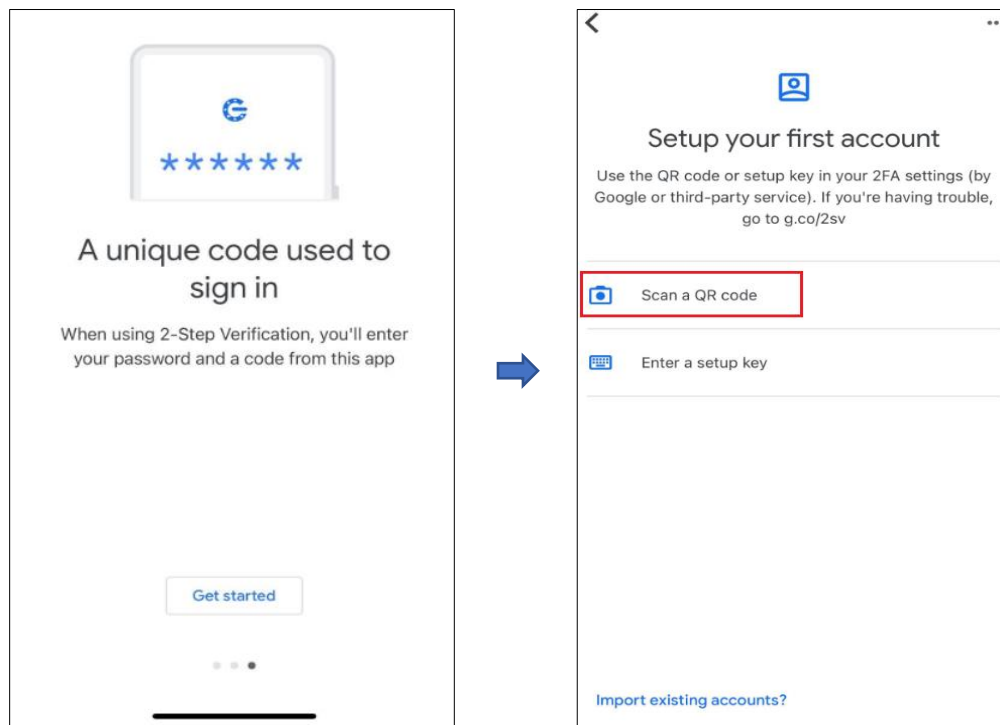 ******
A unique code used to
sign in
When using 2-Step Verification, you'll enter
your password and a code from this app
Get started
Setup your first account
Use the QR code or setup key in your 2FA settings (by
Google or third-party service). If you're having trouble,
go to g.co/2sv
Scan a QR code
Enter a setup key
Import existing accounts?